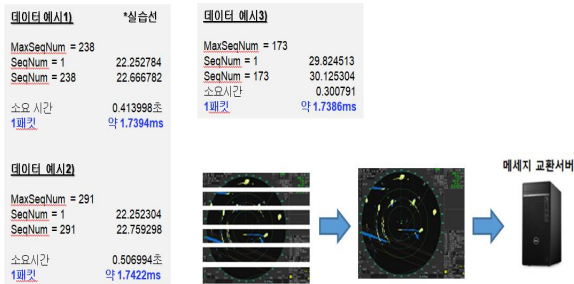 데이터 예시1) *실습선
MaxSeqNum = 238
SeqNum = 1 22.252784
SeqNum = 238 22.666782
소요 시간 0.413998초
1패킷 약 1.7394ms
데이터 예시2)
MaxSeqNum = 291
SeqNum = 1 22.252304
SeqNum = 291 22.759298
소요시간 0.506994초
1패킷 약 1.7422ms
데이터 예시3)
MaxSeqNum = 173
SeqNum = 1 29.824513
SeqNum = 173 30.125304
소요시간 0.300791
1패킷 약 1.7386ms
메세지 교환서버